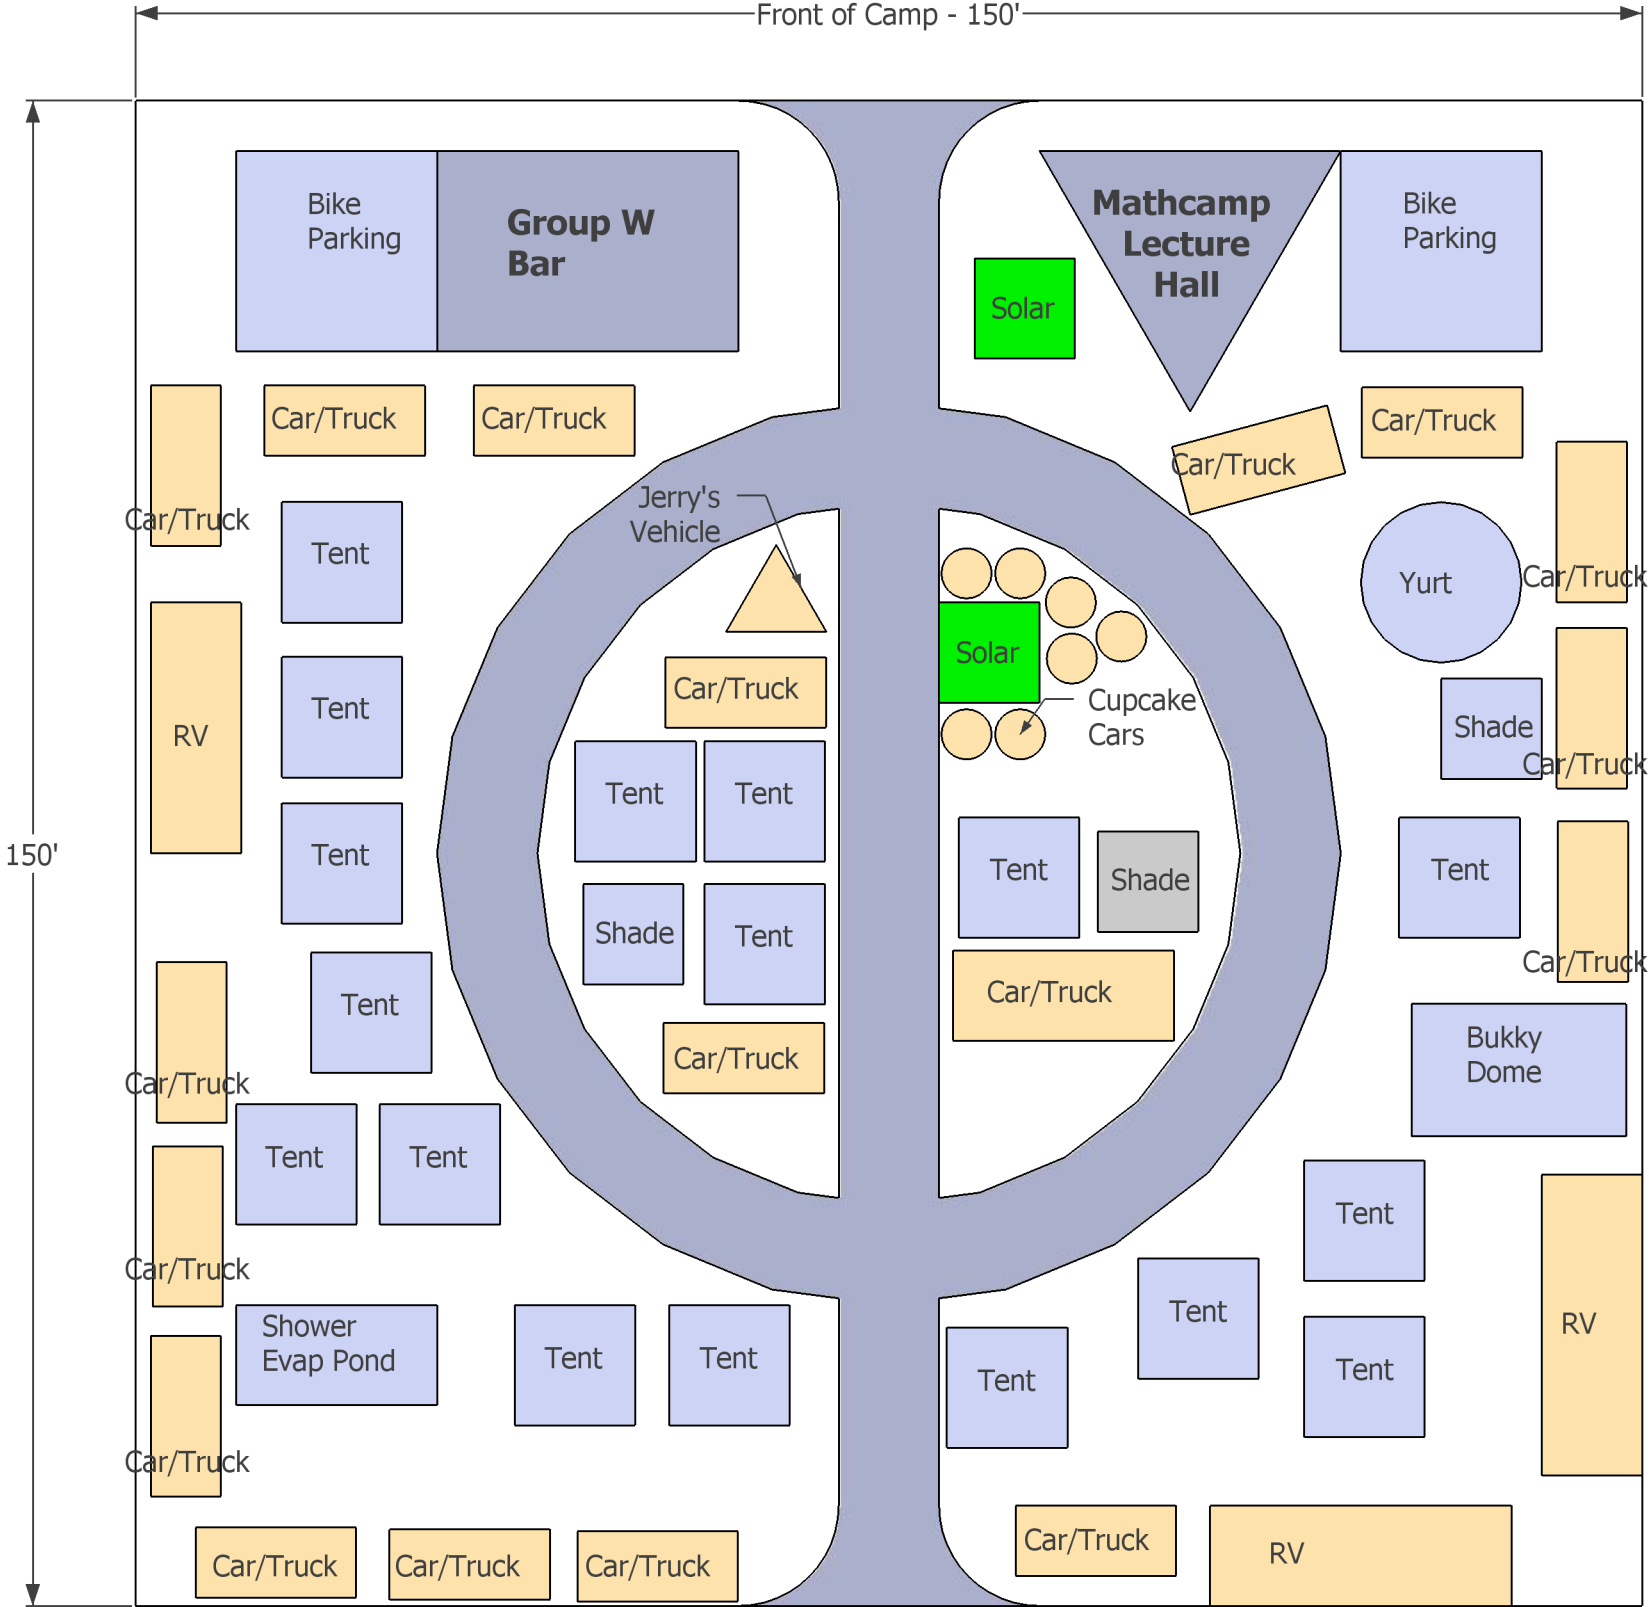 Front of Camp - 150'
Bike
Parking
Group W
Bar
Mathcamp
Lecture
Hall
Bike
Parking
Solar
Car/Truck
Car/Truck
Car/Truck
Car/Truck
Car/Truck
Jerry's
Vehicle
Car/Truck
Tent
Yurt
Car/Truck
Solar
Car/Truck
Cupcake
Cars
Tent
RV
Shade
Car/Truck
Tent
Tent
150'
Tent
Tent
Shade
Tent
Shade
Tent
Car/Truck
Car/Truck
Tent
Bukky
Dome
Car/Truck
Car/Truck
Tent
Tent
Tent
Car/Truck
Tent
RV
Shower
Evap Pond
Tent
Tent
Tent
Tent
Car/Truck
Car/Truck
Car/Truck
Car/Truck
Car/Truck
RV